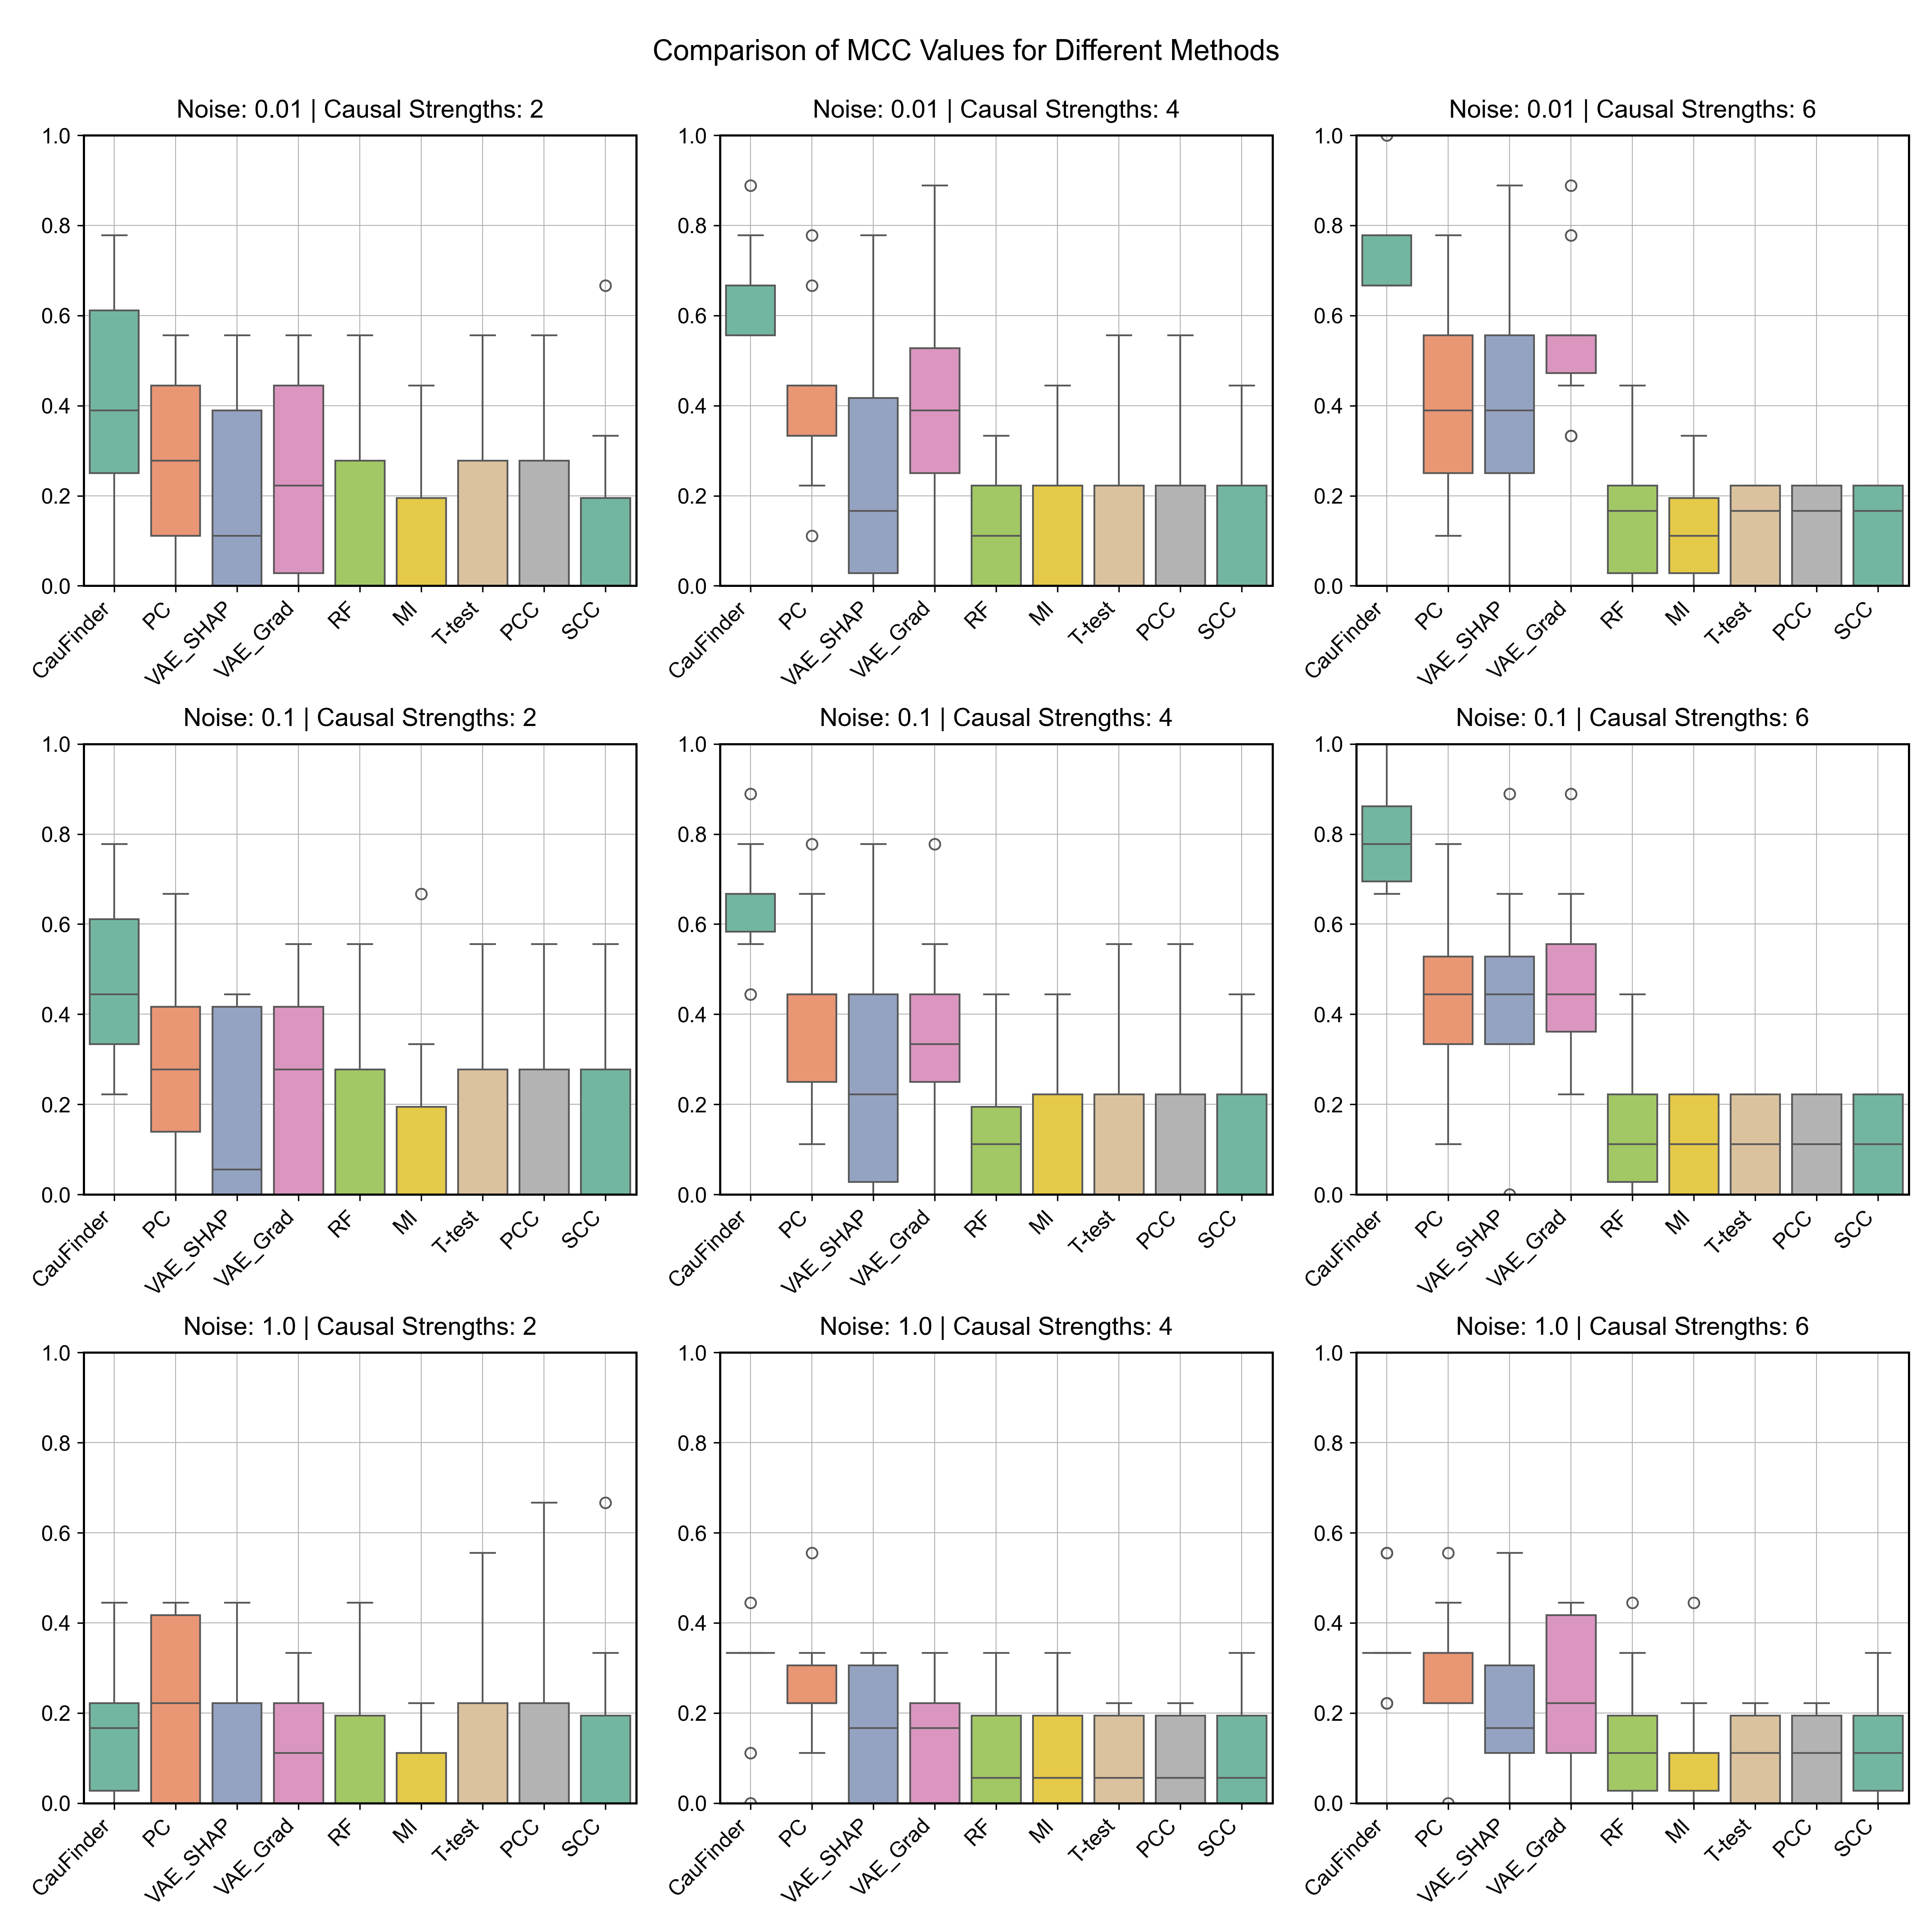 Comparison of MCC Values for Different Methods
Noise: 0.01 | Causal Strengths: 2
1.0
0.8
0.6
0.4
0.2
0.0
CauFinder
PC
VAE_SHAP
VAE_Grad
RF
MI
T-test
PCC
SCC
Noise: 0.01 | Causal Strengths: 4
1.0
0.8
0.6
0.4
0.2
0.0
CauFinder
PC
VAE_SHAP
VAE_Grad
RF
MI
T-test
PCC
SCC
Noise: 0.01 | Causal Strengths: 6
1.0
0.8
0.6
0.4
0.2
0.0
CauFinder
PC
VAE_SHAP
VAE_Grad
RF
MI
T-test
PCC
SCC
Noise: 0.1 | Causal Strengths: 2
1.0
0.8
0.6
0.4
0.2
0.0
CauFinder
PC
VAE_SHAP
VAE_Grad
RF
MI
T-test
PCC
SCC
Noise: 0.1 | Causal Strengths: 4
1.0
0.8
0.6
0.4
0.2
0.0
CauFinder
PC
VAE_SHAP
VAE_Grad
RF
MI
T-test
PCC
SCC
Noise: 0.1 | Causal Strengths: 6
1.0
0.8
0.6
0.4
0.2
0.0
CauFinder
PC
VAE_SHAP
VAE_Grad
RF
MI
T-test
PCC
SCC
Noise: 1.0 | Causal Strengths: 2
1.0
0.8
0.6
0.4
0.2
0.0
CauFinder
PC
VAE_SHAP
VAE_Grad
RF
MI
T-test
PCC
SCC
Noise: 1.0 | Causal Strengths: 4
1.0
0.8
0.6
0.4
0.2
0.0
CauFinder
PC
VAE_SHAP
VAE_Grad
RF
MI
T-test
PCC
SCC
Noise: 1.0 | Causal Strengths: 6
1.0
0.8
0.6
0.4
0.2
0.0
CauFinder
PC
VAE_SHAP
VAE_Grad
RF
MI
T-test
PCC
SCC